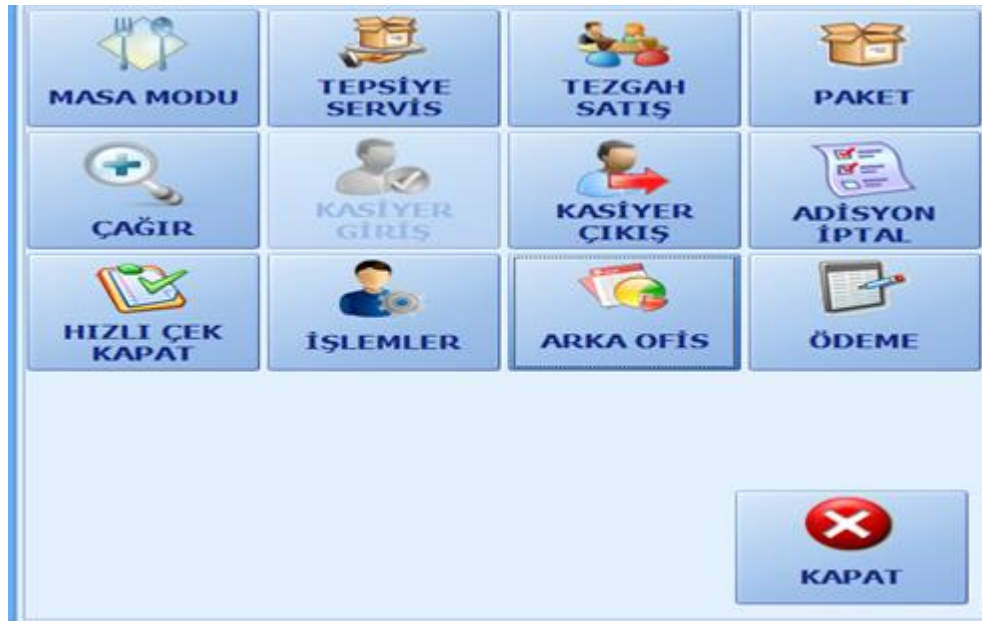 MASA MODU
TEPSİYE
SERVİS
TEZGAH
SATIŞ
PAKET
ÇAĞIR
KASİYER
GİRİŞ
KASİYER
ÇIKIŞ
ADİSYON
İPTAL
HIZLI ÇEK
KAPAT
İŞLEMLER
ARKA OFİS
ÖDEME
KAPAT